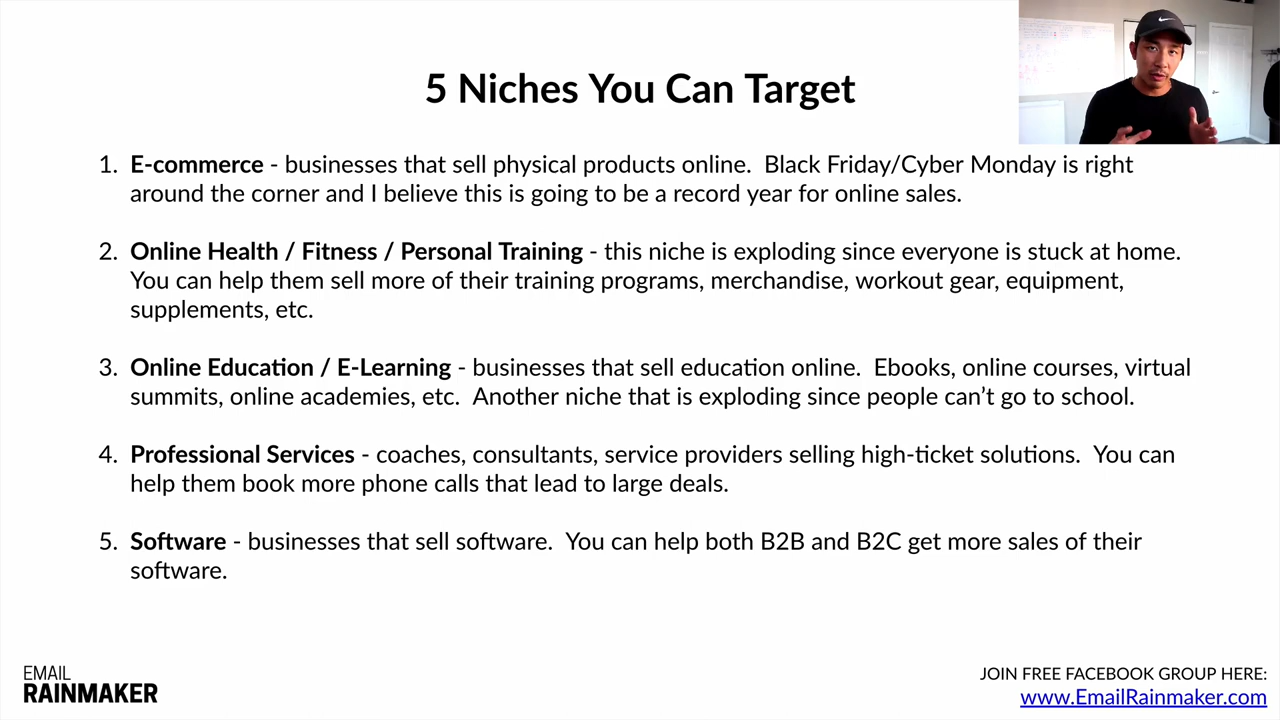 5 Niches You Can Target
1. E-commerce - businesses that sell physical products online.  Black Friday/Cyber Monday is right
around the corner and I believe this is going to be a record year for online sales.
2. Online Health / Fitness / Personal Training - this niche is exploding since everyone is stuck at home.
You can help them sell more of their training programs, merchandise, workout gear, equipment,
supplements, etc.
3. Online Education / E-Learning - businesses that sell education online.  Ebooks, online courses, virtual
summits, online academies, etc.  Another niche that is exploding since people can’t go to school.
4. Professional Services - coaches, consultants, service providers selling high-ticket solutions.  You can
help them book more phone calls that lead to large deals.
5. Software - businesses that sell software.  You can help both B2B and B2C get more sales of their
software.
EMAIL
RAINMAKER
JOIN FREE FACEBOOK GROUP HERE:
www.EmailRainmaker.com